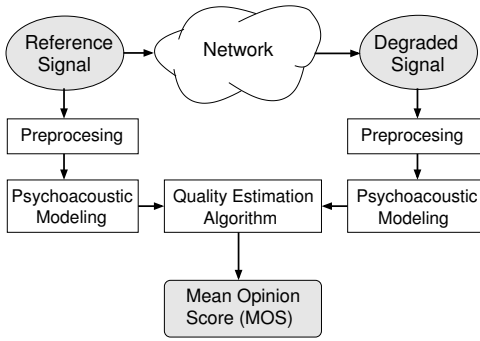 Reference
Signal
Network
Degraded
Signal
Preprocesing
Preprocesing
Psychoacoustic
Modeling
Quality Estimation
Algorithm
Psychoacoustic
Modeling
Mean Opinion
Score (MOS)